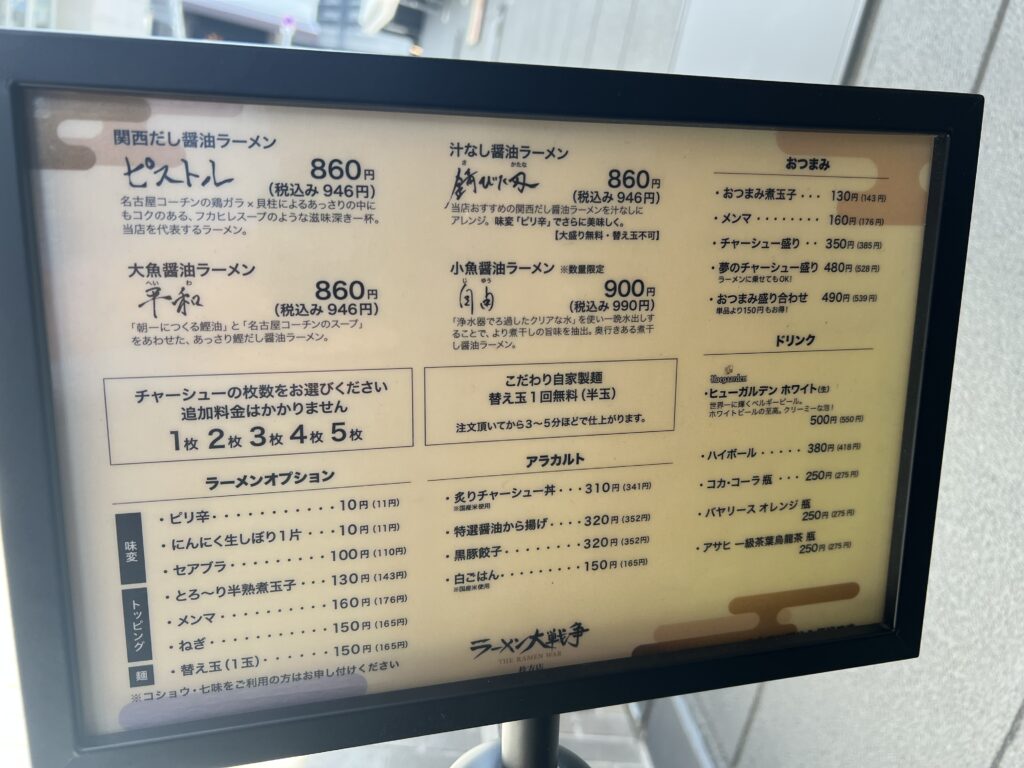 関西だし醤油ラーメン
ピストル
860円
(税込み 946円)
名古屋コーチンの鶏ガラ×貝柱によるあっさりの中に
もコクのある、フカヒレスープのような滋味深き一杯。
当店を代表するラーメン。
汁なし醤油ラーメン
さ
かたな
錆びた刀
860円
(税込み 946円)
当店おすすめの関西だし醤油ラーメンを汁なしに
アレンジ。味変「ピリ辛」でさらに美味しく。
【大盛り無料・替え玉不可】
大魚醤油ラーメン
へい わ
平和
860円
(税込み 946円)
「朝一につくる鰹油」と「名古屋コーチンのスープ」
をあわせた、あっさり鰹だし醤油ラーメン。
小魚醤油ラーメン ※数量限定
じ ゆう
自由
900円
(税込み 990円)
「浄水器でろ過したクリアな水」を使い一晩水出しす
ることで、より煮干しの旨味を抽出。奥行きある煮干
し醤油ラーメン。
チャーシューの枚数をお選びください
追加料金はかかりません
1枚 2枚 3枚 4枚 5枚
こだわり自家製麺
替え玉1回無料(半玉)
注文頂いてから3～5分ほどで仕上がります。
ラーメンオプション
味変
・ピリ辛・・・・・・・・・・・10円(11円)
・にんにく生しぼり1片・・・・10円(11円)
・セアブラ・・・・・・・・・100円(110円)
トッピング
・とろ～り半熟煮玉子・・・130円(143円)
・メンマ・・・・・・・・・・160円(176円)
・ねぎ・・・・・・・・・・・150円(165円)
麺
・替え玉(1玉)・・・・・・150円(165円)
※コショウ・七味をご利用の方はお申し付けください
アラカルト
・炙りチャーシュー丼・・・310円(341円)
※国産米使用
・特選醤油から揚げ・・・・320円(352円)
・黒豚餃子・・・・・・・・320円(352円)
・白ごはん・・・・・・・・150円(165円)
※国産米使用
ラーメン大戦争
THE RAMEN WAR
枚方店
おつまみ
・おつまみ煮玉子・・・130円(143円)
・メンマ・・・・・・・・160円(176円)
・チャーシュー盛り・・350円(385円)
・夢のチャーシュー盛り 480円(528円)
ラーメンに乗せてもOK!
・おつまみ盛り合わせ 490円(539円)
単品より150円もお得!
ドリンク
Hoegaarden
・ヒューガルデン ホワイト(生)
世界一に輝くベルギービール。
ホワイトビールの至高。クリーミーな泡!
500円(550円)
・ハイボール・・・・・380円(418円)
・コカ・コーラ 瓶・・・250円(275円)
・バヤリース オレンジ 瓶
250円(275円)
・アサヒ 一級茶葉烏龍茶 瓶
250円(275円)